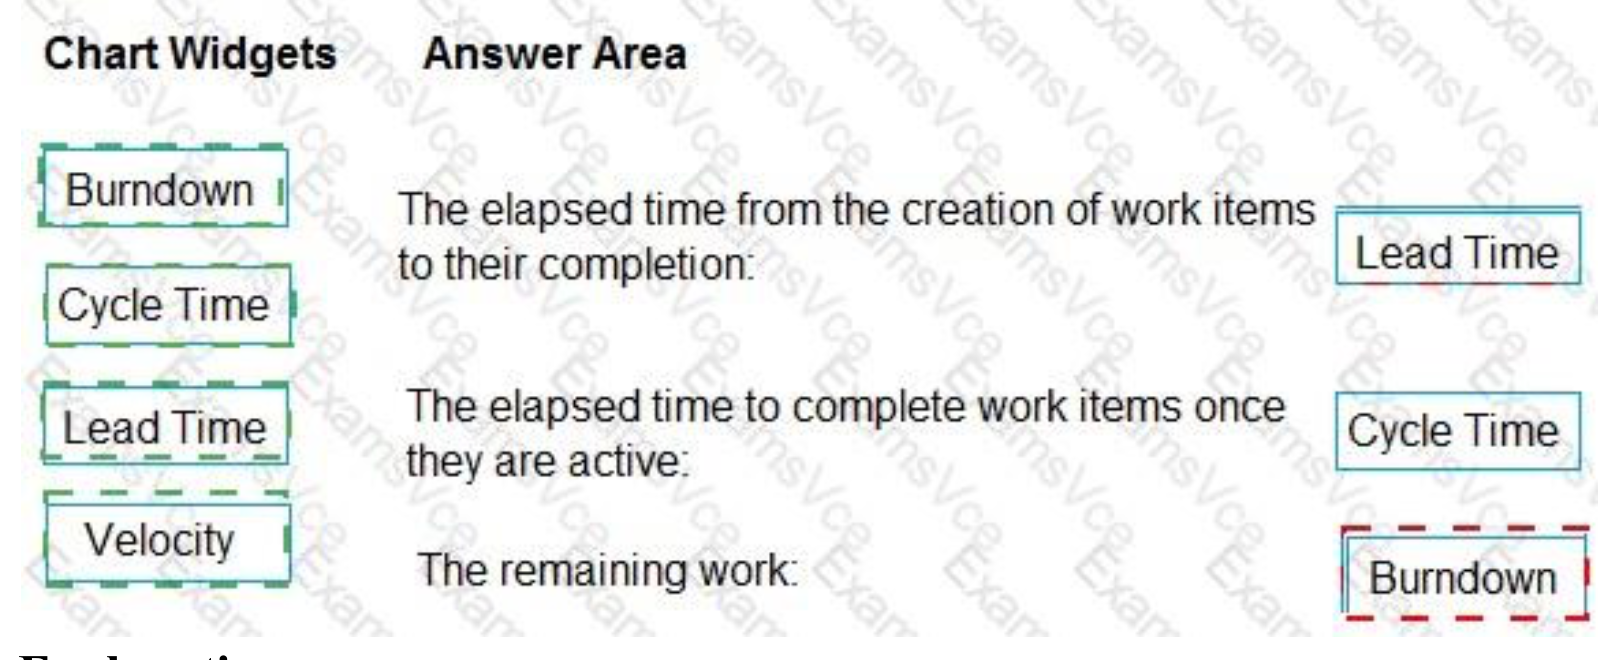 Chart Widgets
Answer Area
Burndown
Cycle Time
Lead Time
Velocity
The elapsed time from the creation of work items
to their completion:
Lead Time
The elapsed time to complete work items once
they are active:
Cycle Time
The remaining work:
Burndown
ExamsVce